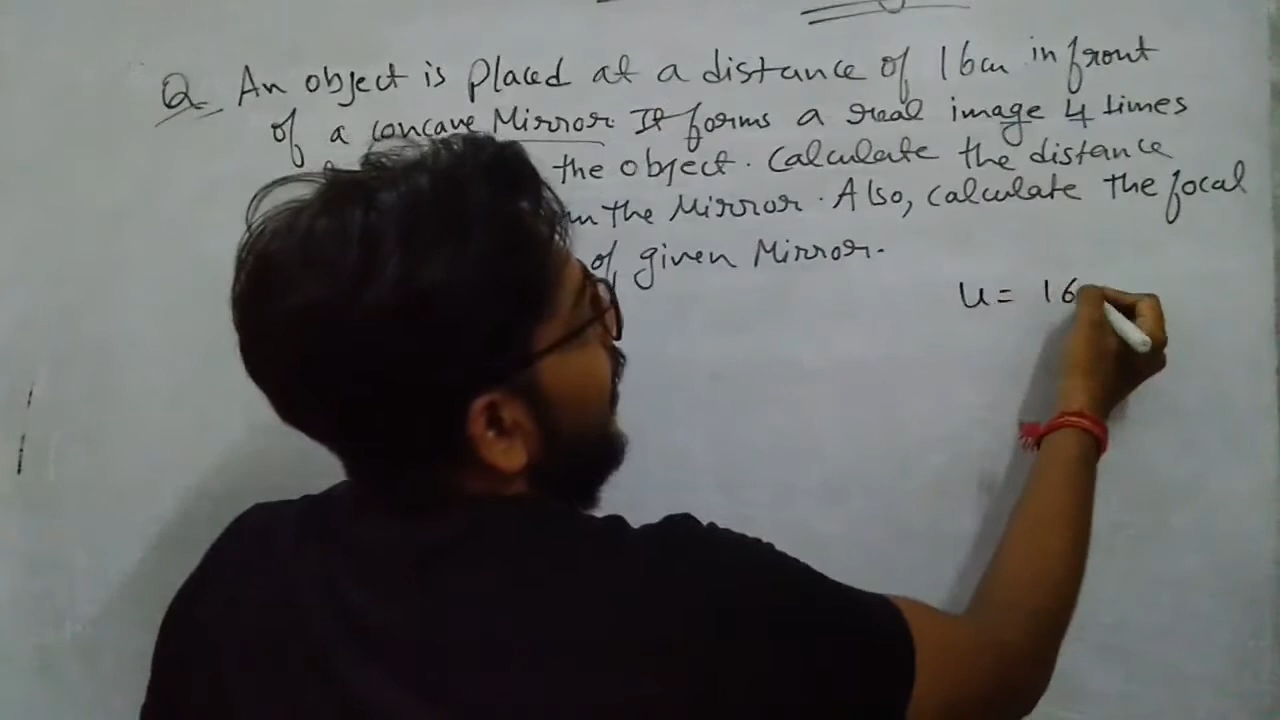 Q An object is placed at a distance of 16cm in front
of a concave Mirror It forms a real image 4 times
the object. Calculate the distance
the Mirror. Also, calculate the focal
of given Mirror.
u = 16